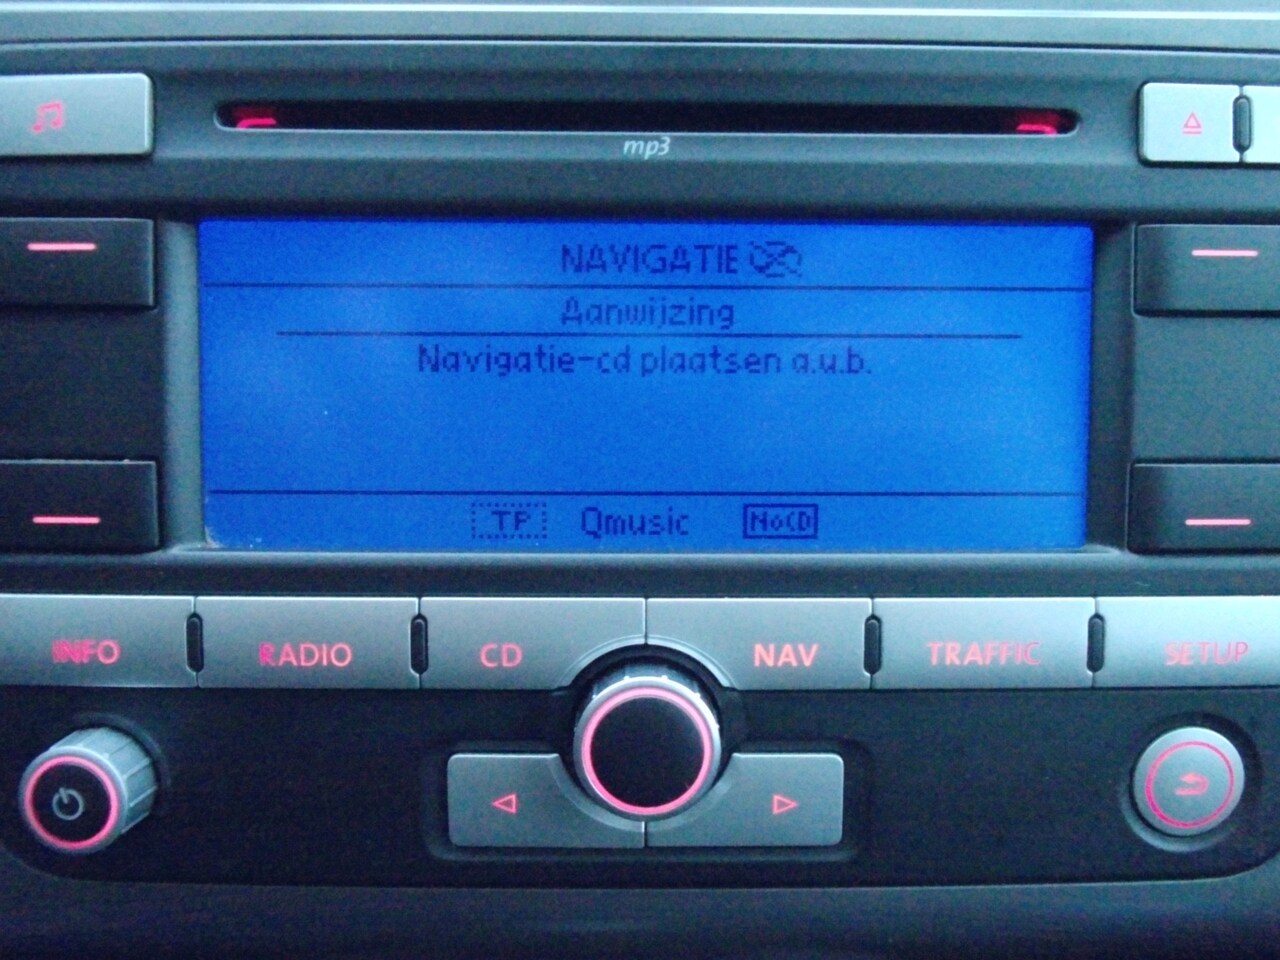 mp3
NAVIGATIE
Aanwijzing
Navigatie-cd plaatsen a.u.b.
TP Qmusic NoCD
INFO RADIO CD NAV TRAFFIC SETUP